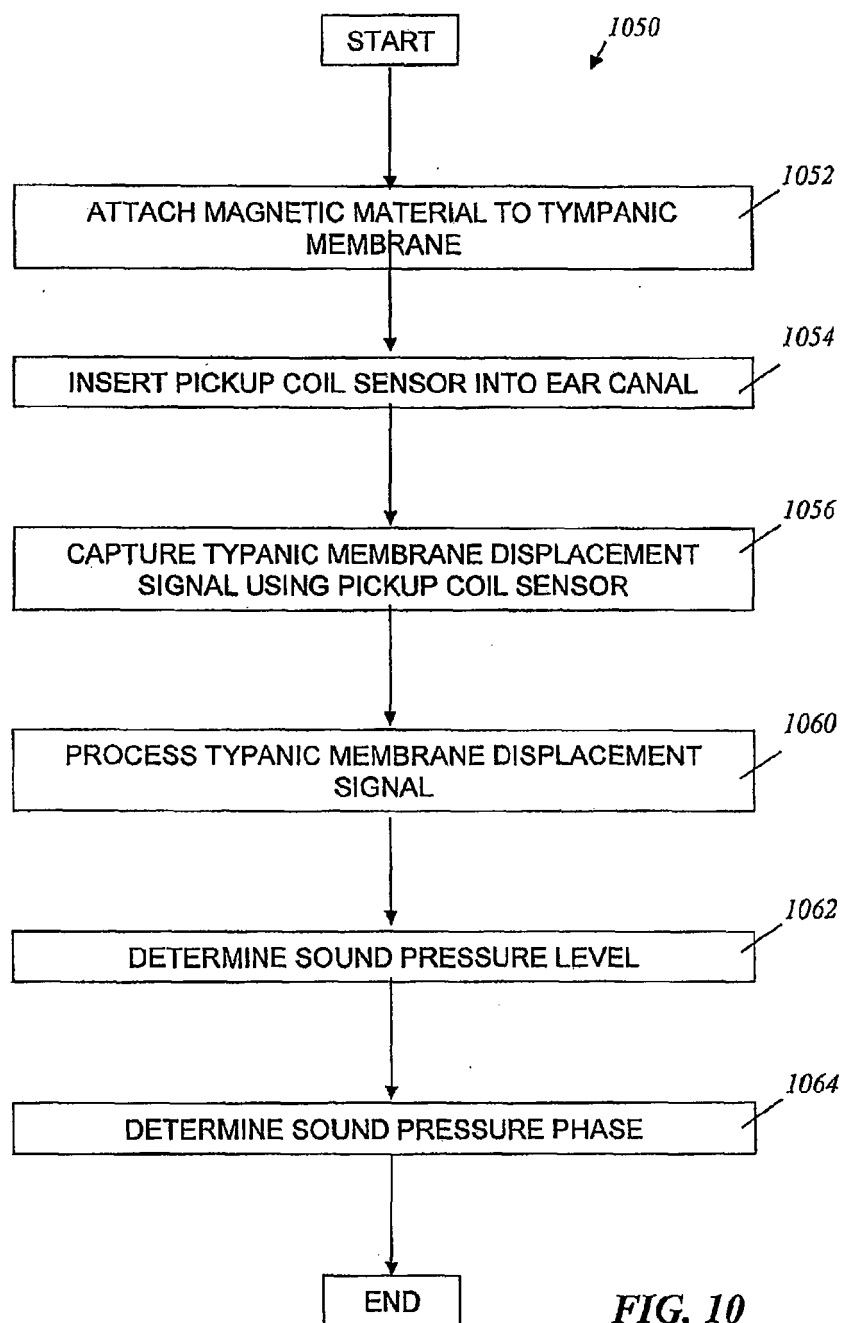 START
1050
1052
ATTACH MAGNETIC MATERIAL TO TYMPANIC
MEMBRANE
1054
INSERT PICKUP COIL SENSOR INTO EAR CANAL
1056
CAPTURE TYPANIC MEMBRANE DISPLACEMENT
SIGNAL USING PICKUP COIL SENSOR
1060
PROCESS TYPANIC MEMBRANE DISPLACEMENT
SIGNAL
1062
DETERMINE SOUND PRESSURE LEVEL
1064
DETERMINE SOUND PRESSURE PHASE
END
FIG. 10